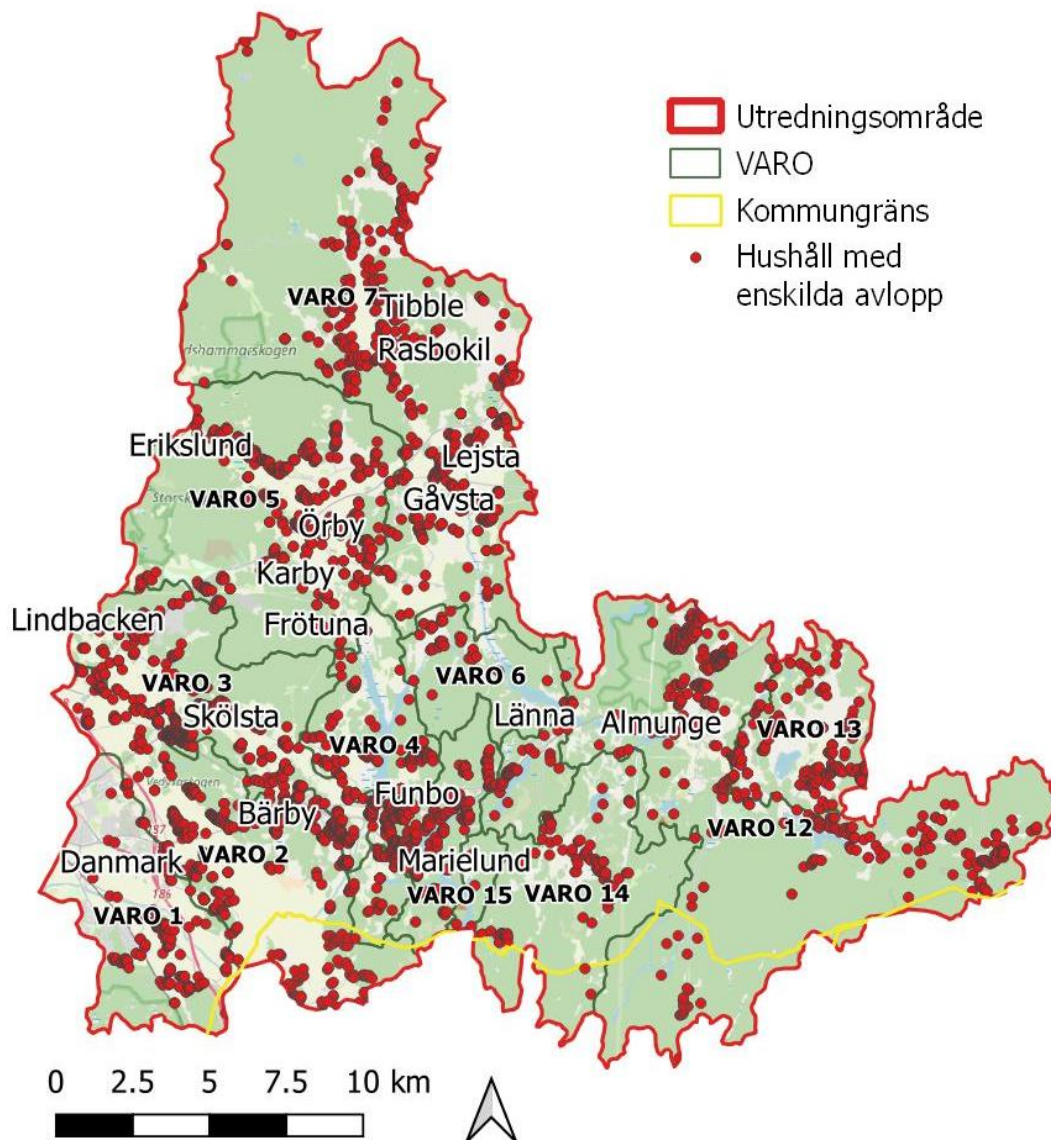 Utredningsområde
VARO
Kommungräns
Hushåll med
enskilda avlopp
VARO 7
Tibble
Rasbokil
dshammarskogen
Erikslund
Lejsta
VARO 5
Gåvsta
Örby
Karby
Lindbacken
Frötuna
VARO 6
VARO 3
Skölsta
Länna
Almunge
VARO 13
VARO 4
Funbo
Bärby
VARO 12
Danmark
VARO 2
Marielund
VARO 15
VARO 14
VARO 1
0 2.5 5 7.5 10 km